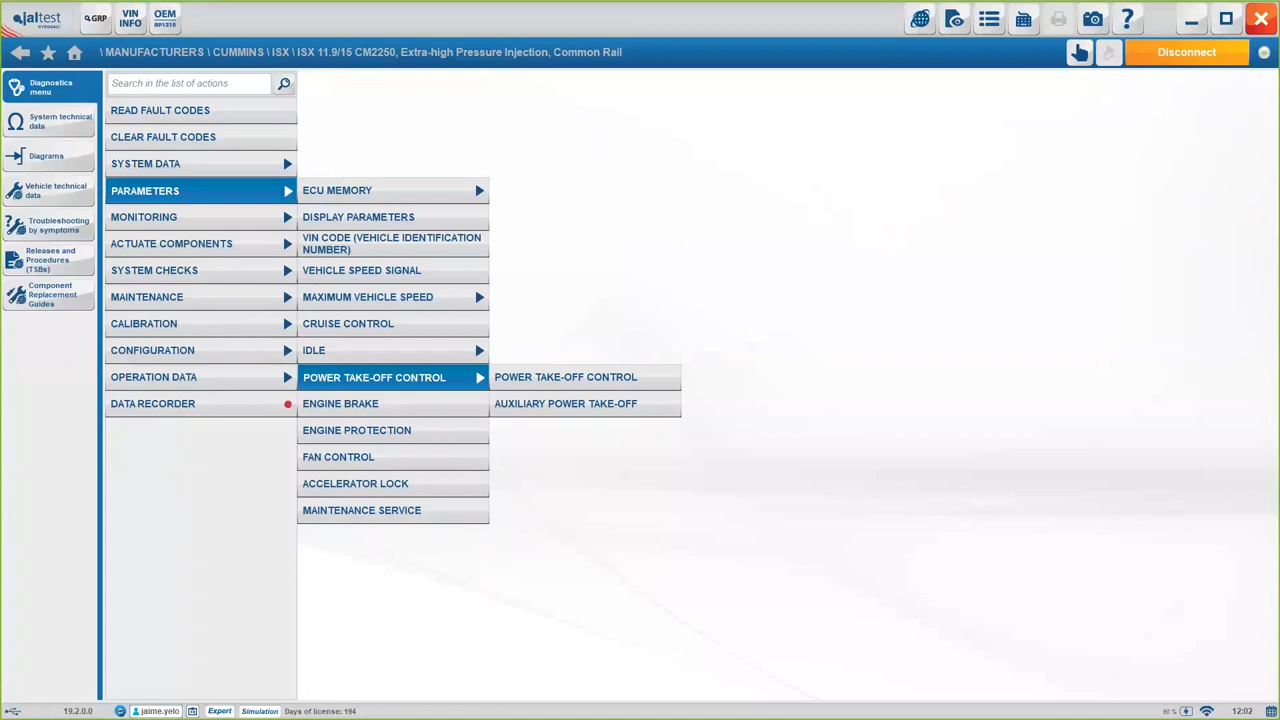 jaltest
GRP
VIN INFO
OEM
RP1210
\ MANUFACTURERS \ CUMMINS \ ISX \ ISX 11.9/15 CM2250, Extra-high Pressure Injection, Common Rail
Disconnect
Diagnostics
menu
System technical
data
Diagrams
Vehicle technical
data
Troubleshooting
by symptoms
Releases and
Procedures
(TSBs)
Component
Replacement
Guides
Search in the list of actions
READ FAULT CODES
CLEAR FAULT CODES
SYSTEM DATA
PARAMETERS
MONITORING
ACTUATE COMPONENTS
SYSTEM CHECKS
MAINTENANCE
CALIBRATION
CONFIGURATION
OPERATION DATA
DATA RECORDER
ECU MEMORY
DISPLAY PARAMETERS
VIN CODE (VEHICLE IDENTIFICATION
NUMBER)
VEHICLE SPEED SIGNAL
MAXIMUM VEHICLE SPEED
CRUISE CONTROL
IDLE
POWER TAKE-OFF CONTROL
ENGINE BRAKE
ENGINE PROTECTION
FAN CONTROL
ACCELERATOR LOCK
MAINTENANCE SERVICE
POWER TAKE-OFF CONTROL
AUXILIARY POWER TAKE-OFF
19.2.0.0
jaime.yelo
Expert
Simulation
Days of license: 194
90 %
12:02